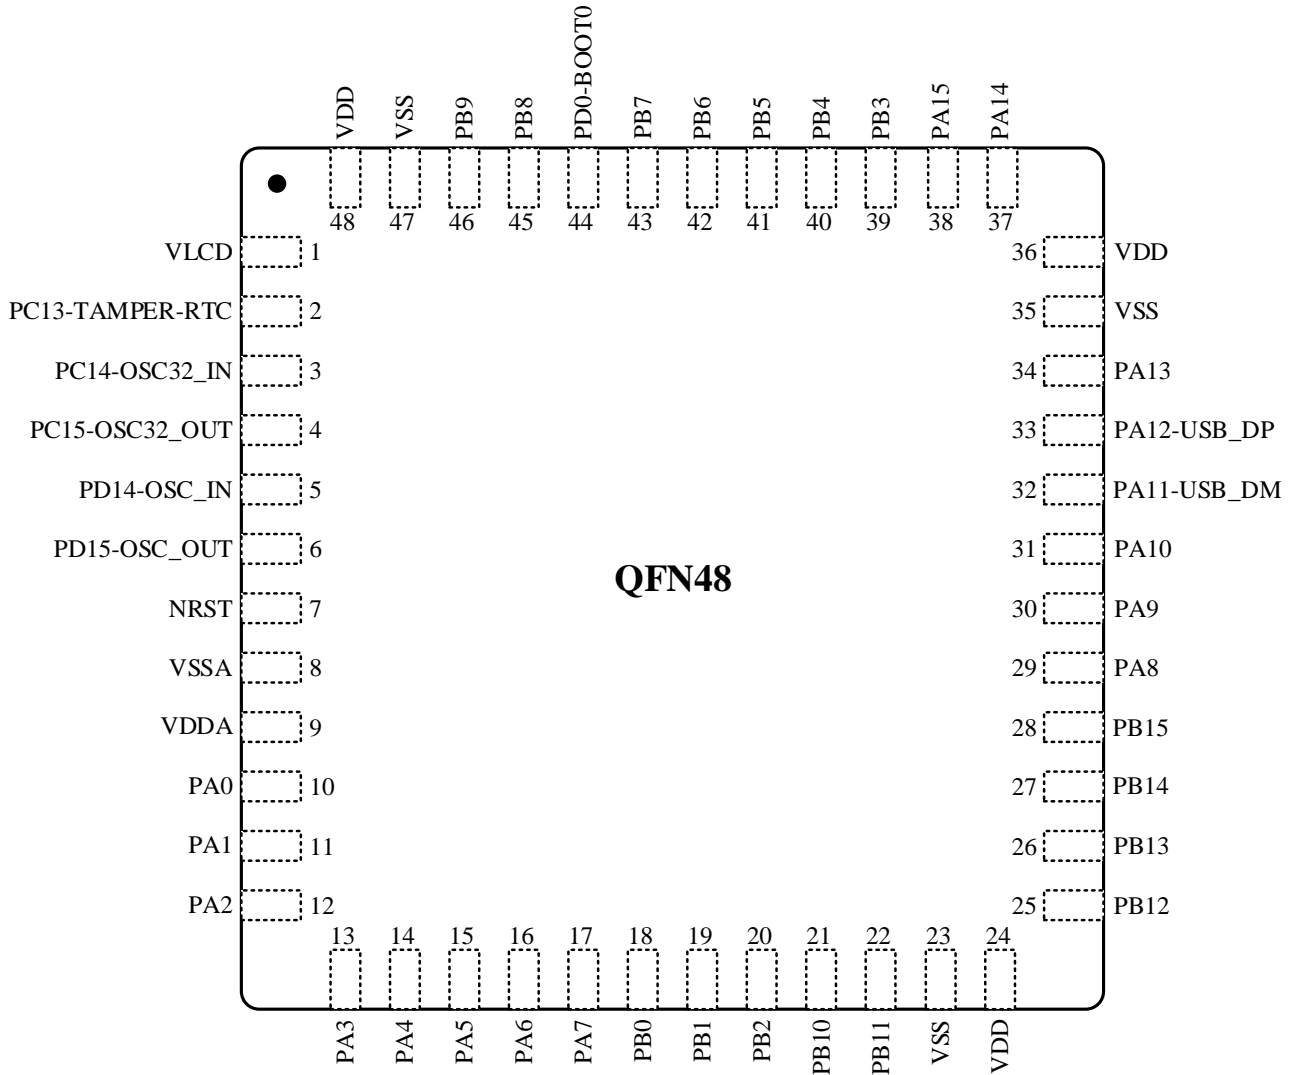 VDD VSS PB9 PB8 PD0-BOOT0 PB7 PB6 PB5 PB4 PB3 PA15 PA14
48 47 46 45 44 43 42 41 40 39 38 37
VLCD 1 36 VDD
PC13-TAMPER-RTC 2 35 VSS
PC14-OSC32_IN 3 34 PA13
PC15-OSC32_OUT 4 33 PA12-USB_DP
PD14-OSC_IN 5 32 PA11-USB_DM
PD15-OSC_OUT 6 31 PA10
QFN48
NRST 7 30 PA9
VSSA 8 29 PA8
VDDA 9 28 PB15
PA0 10 27 PB14
PA1 11 26 PB13
PA2 12 25 PB12
13 14 15 16 17 18 19 20 21 22 23 24
PA3 PA4 PA5 PA6 PA7 PB0 PB1 PB2 PB10 PB11 VSS VDD